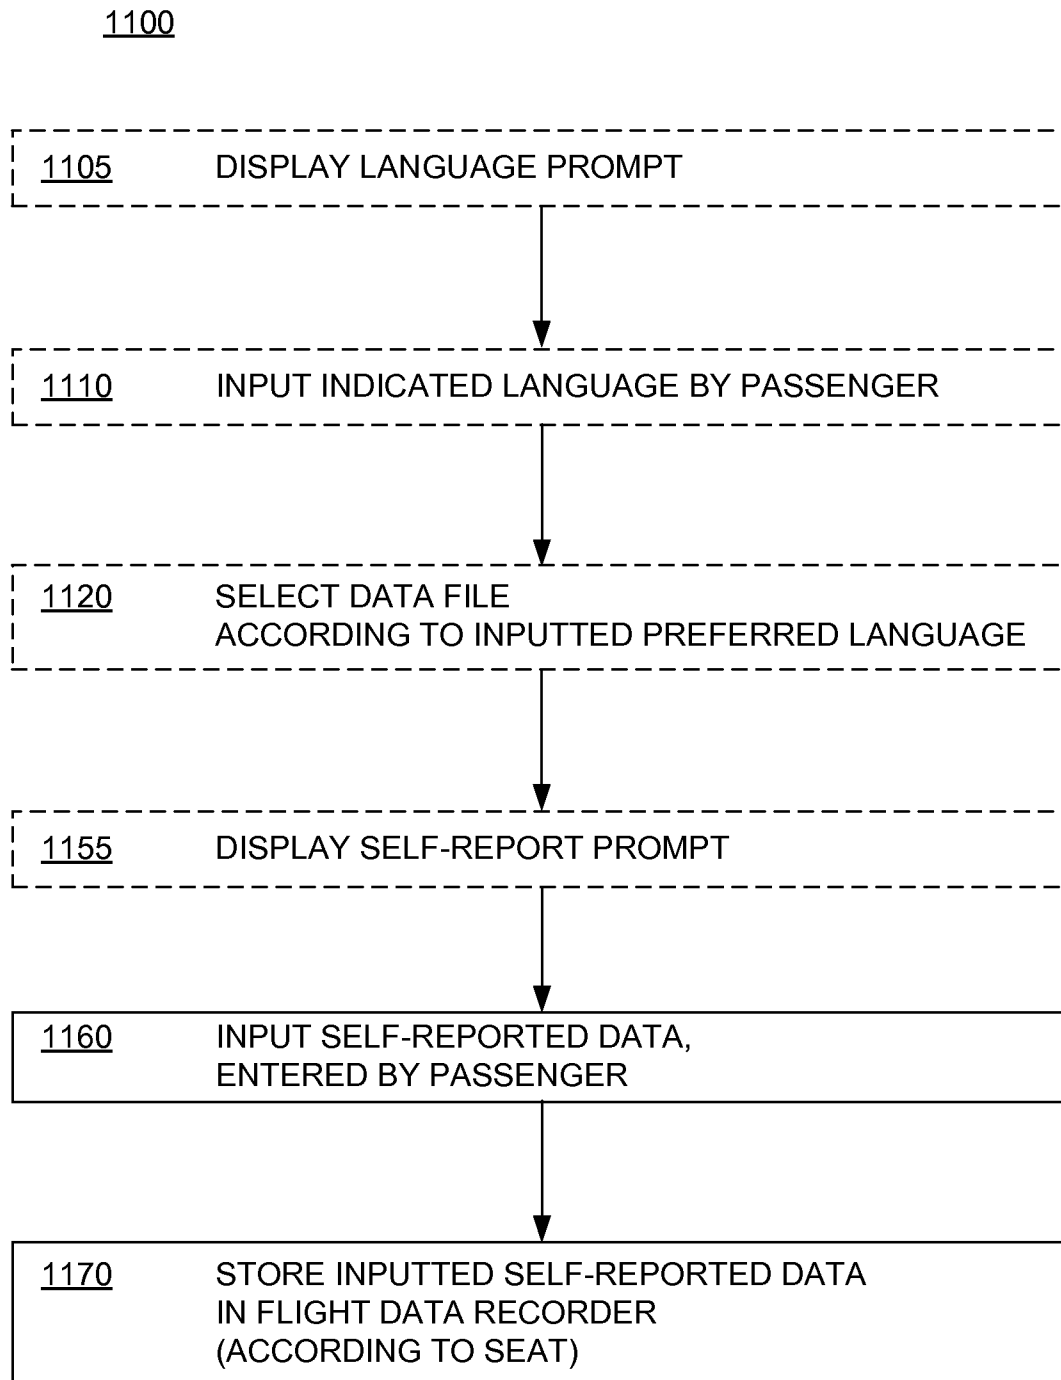 1100
1105 DISPLAY LANGUAGE PROMPT
1110 INPUT INDICATED LANGUAGE BY PASSENGER
1120 SELECT DATA FILE
ACCORDING TO INPUTTED PREFERRED LANGUAGE
1155 DISPLAY SELF-REPORT PROMPT
1160 INPUT SELF-REPORTED DATA,
ENTERED BY PASSENGER
1170 STORE INPUTTED SELF-REPORTED DATA
IN FLIGHT DATA RECORDER
(ACCORDING TO SEAT)